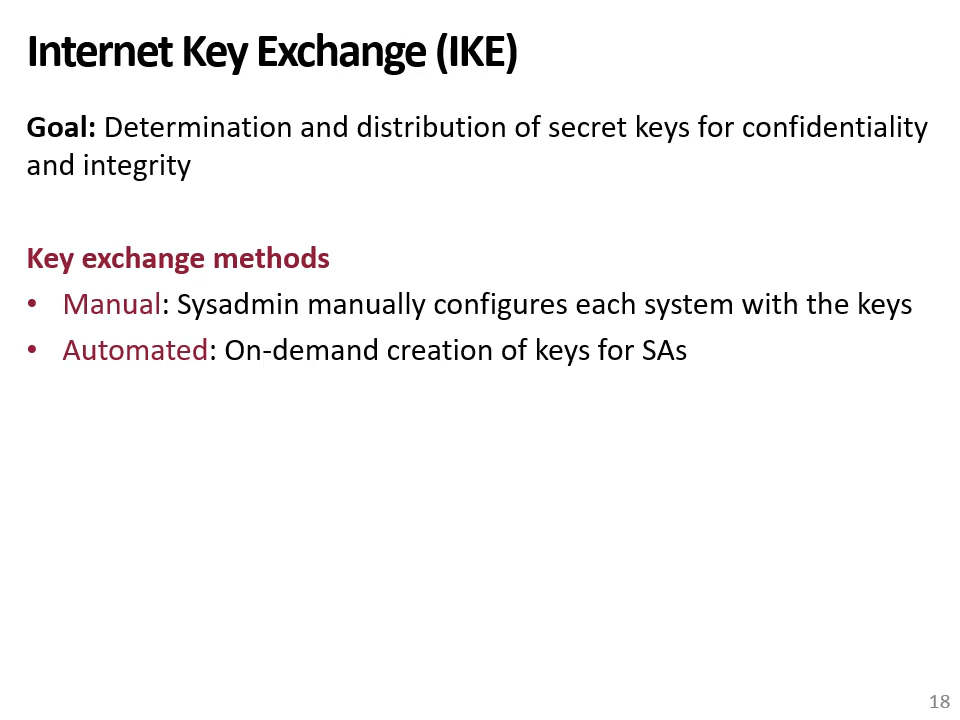 Internet Key Exchange (IKE)
Goal: Determination and distribution of secret keys for confidentiality
and integrity
Key exchange methods
• Manual: Sysadmin manually configures each system with the keys
• Automated: On-demand creation of keys for SAs
18